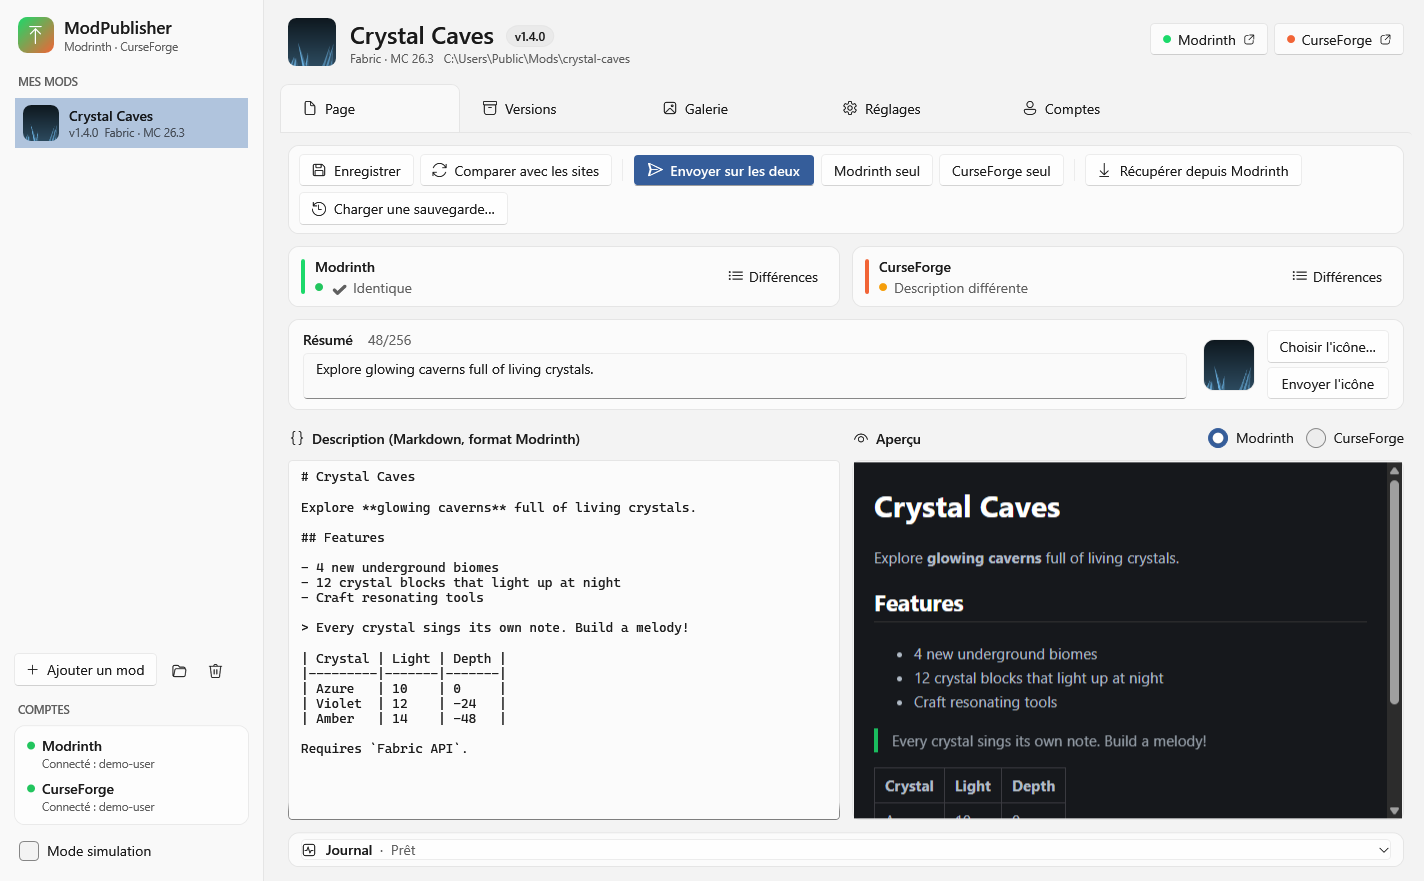 ModPublisher
Modrinth · CurseForge
MES MODS
Crystal Caves
v1.4.0 Fabric · MC 26.3
Ajouter un mod
COMPTES
Modrinth
Connecté : demo-user
CurseForge
Connecté : demo-user
Mode simulation
Crystal Caves v1.4.0
Fabric · MC 26.3 C:\Users\Public\Mods\crystal-caves
Modrinth
CurseForge
Page
Versions
Galerie
Réglages
Comptes
Enregistrer
Comparer avec les sites
Envoyer sur les deux
Modrinth seul
CurseForge seul
Récupérer depuis Modrinth
Charger une sauvegarde...
Modrinth
Identique
Différences
CurseForge
Description différente
Différences
Résumé 48/256
Explore glowing caverns full of living crystals.
Choisir l'icône...
Envoyer l'icône
{} Description (Markdown, format Modrinth)
# Crystal Caves
Explore **glowing caverns** full of living crystals.
## Features
- 4 new underground biomes
- 12 crystal blocks that light up at night
- Craft resonating tools
> Every crystal sings its own note. Build a melody!
| Crystal | Light | Depth |
|---------|-------|-------|
| Azure | 10 | 0 |
| Violet | 12 | -24 |
| Amber | 14 | -48 |
Requires `Fabric API`.
Aperçu
Modrinth
CurseForge
Crystal Caves
Explore glowing caverns full of living crystals.
Features
• 4 new underground biomes
• 12 crystal blocks that light up at night
• Craft resonating tools
Every crystal sings its own note. Build a melody!
Crystal Light Depth
Journal · Prêt